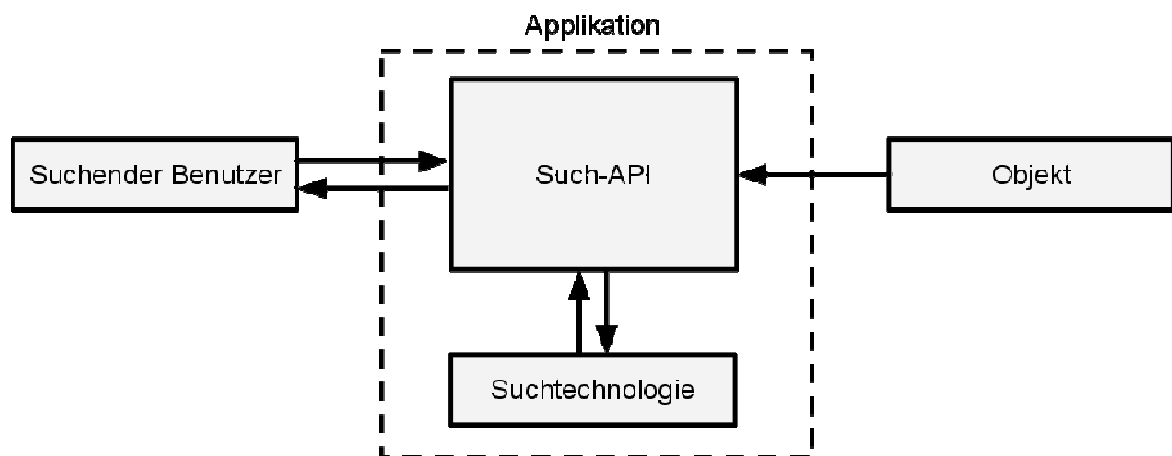 Applikation
Suchender Benutzer
Such-API
Objekt
Suchtechnologie